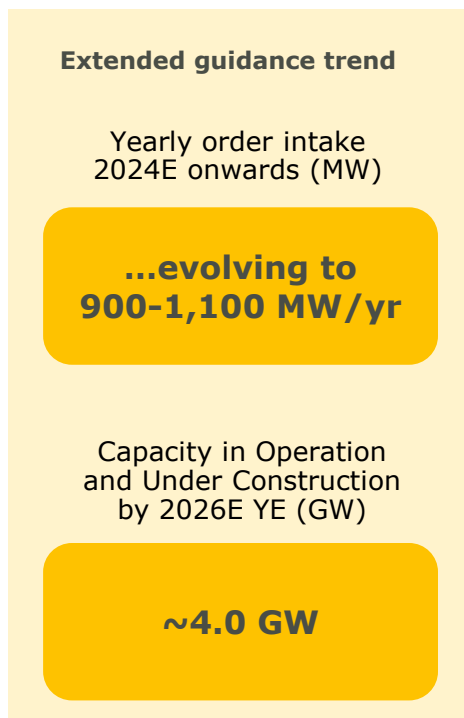 Extended guidance trend
Yearly order intake
2024E onwards (MW)
...evolving to
900-1,100 MW/yr
Capacity in Operation
and Under Construction
by 2026E YE (GW)
~4.0 GW